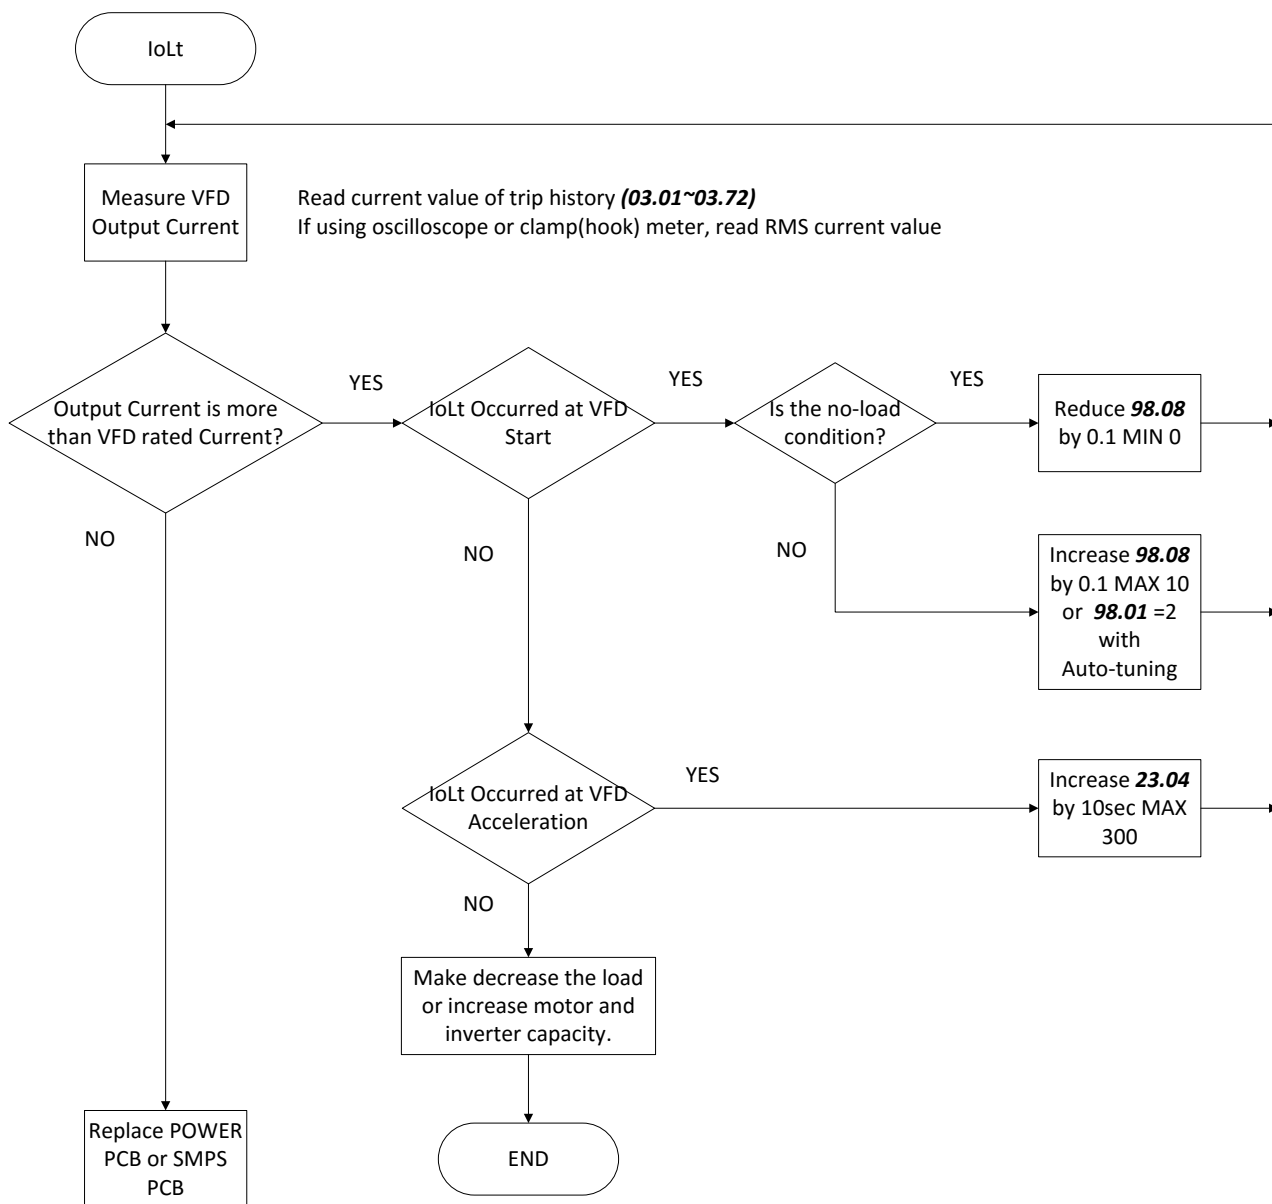 IoLt
Measure VFD
Output Current
Read current value of trip history (03.01~03.72)
If using oscilloscope or clamp(hook) meter, read RMS current value
Output Current is more
than VFD rated Current?
YES
IoLt Occurred at VFD
Start
YES
Is the no-load
condition?
YES
Reduce 98.08
by 0.1 MIN 0
NO
NO
NO
Increase 98.08
by 0.1 MAX 10
or 98.01 =2
with
Auto-tuning
IoLt Occurred at VFD
Acceleration
YES
Increase 23.04
by 10sec MAX
300
NO
Make decrease the load
or increase motor and
inverter capacity.
Replace POWER
PCB or SMPS
PCB
END